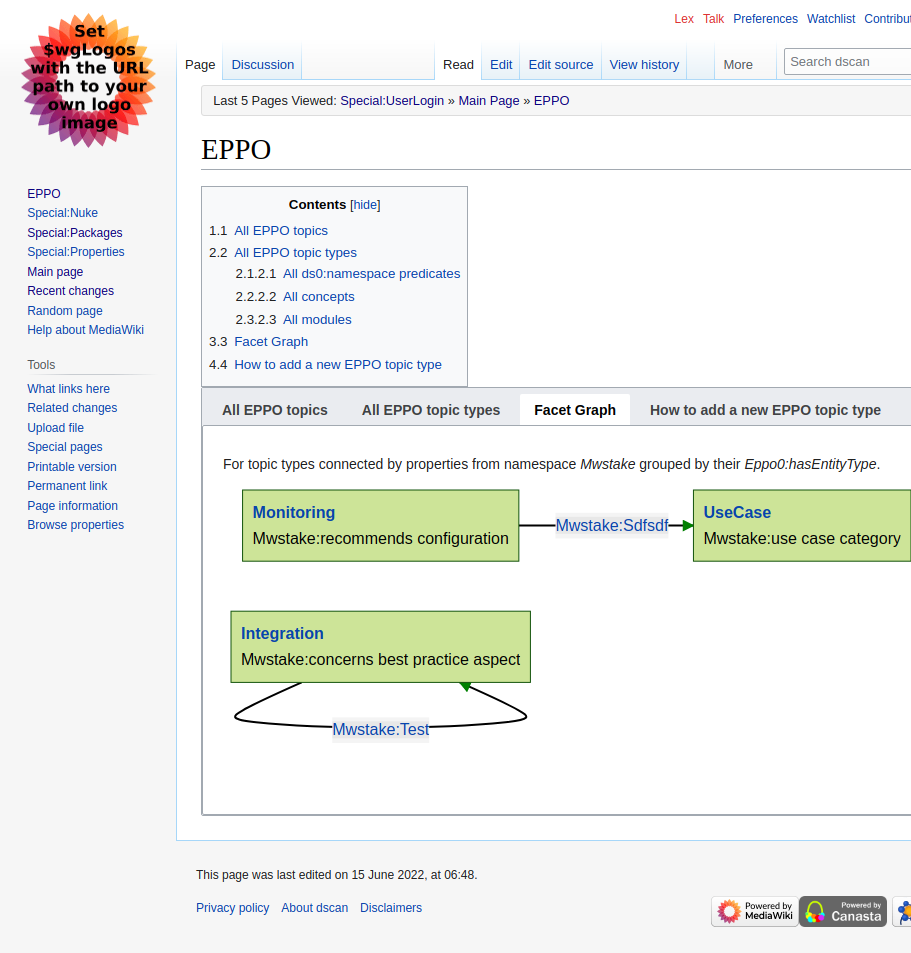 Set
$wgLogos
with the URL
path to your
own logo
image
Lex Talk Preferences Watchlist
Page Discussion Read Edit Edit source View history More Search dscan
Last 5 Pages Viewed: Special:UserLogin » Main Page » EPPO
EPPO
EPPO
Special:Nuke
Special:Packages
Special:Properties
Main page
Recent changes
Random page
Help about MediaWiki
Tools
What links here
Related changes
Upload file
Special pages
Printable version
Permanent link
Page information
Browse properties
Contents [hide]
1.1 All EPPO topics
2.2 All EPPO topic types
2.1.2.1 All ds0:namespace predicates
2.2.2.2 All concepts
2.3.2.3 All modules
3.3 Facet Graph
4.4 How to add a new EPPO topic type
All EPPO topics All EPPO topic types Facet Graph How to add a new EPPO topic type
For topic types connected by properties from namespace Mwstake grouped by their Eppo0:hasEntityType.
Monitoring
Mwstake:recommends configuration
Mwstake:Sdfsdf
UseCase
Mwstake:use case category
Integration
Mwstake:concerns best practice aspect
Mwstake:Test
This page was last edited on 15 June 2022, at 06:48.
Privacy policy About dscan Disclaimers
Powered by
MediaWiki
Powered by
Canasta